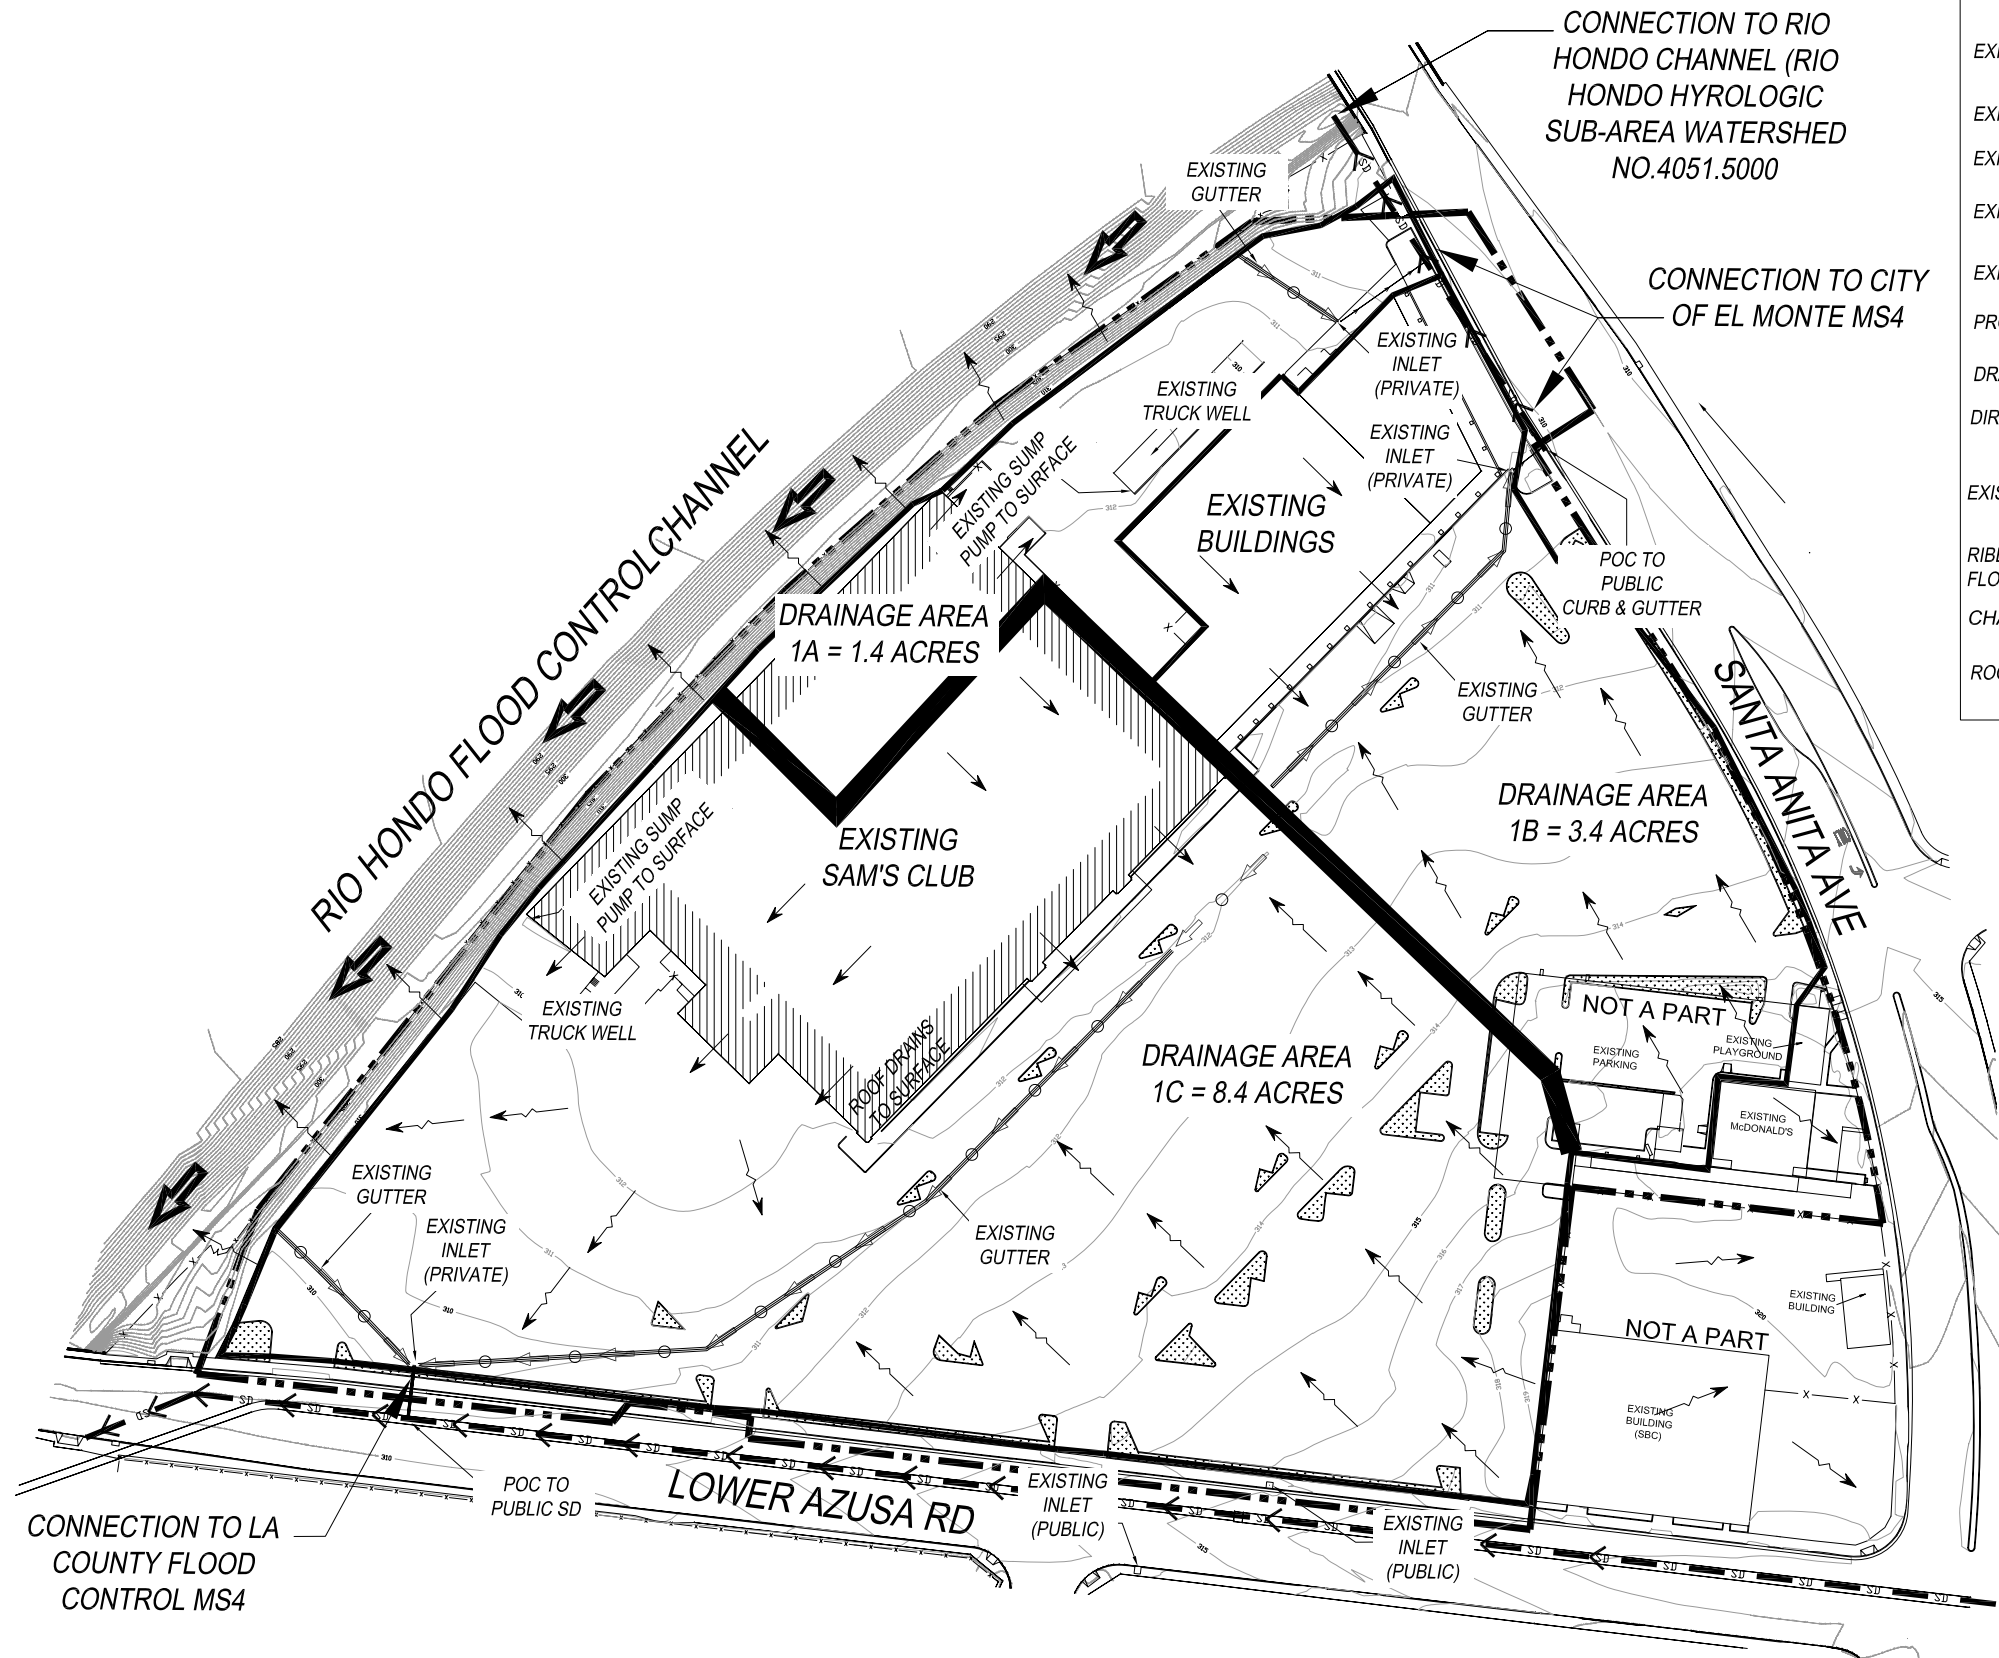 CONNECTION TO RIO
HONDO CHANNEL (RIO
HONDO HYROLOGIC
SUB-AREA WATERSHED
NO.4051.5000
EXISTING
GUTTER
CONNECTION TO CITY
OF EL MONTE MS4
EXISTING
INLET
(PRIVATE)
EXISTING
TRUCK WELL
EXISTING
INLET
(PRIVATE)
EXISTING SUMP
PUMP TO SURFACE
EXISTING
BUILDINGS
RIO HONDO FLOOD CONTROL CHANNEL
POC TO
PUBLIC
CURB & GUTTER
DRAINAGE AREA
1A = 1.4 ACRES
EXISTING
GUTTER
SANTA ANITA AVE
DRAINAGE AREA
1B = 3.4 ACRES
EXISTING SUMP
PUMP TO SURFACE
EXISTING
SAM'S CLUB
EXISTING
TRUCK WELL
ROOF DRAINS
TO SURFACE
DRAINAGE AREA
1C = 8.4 ACRES
NOT A PART
EXISTING
PARKING
EXISTING
PLAYGROUND
EXISTING
McDONALD'S
EXISTING
GUTTER
EXISTING
INLET
(PRIVATE)
EXISTING
GUTTER
EXISTING
BUILDING
NOT A PART
EXISTING
BUILDING
(SBC)
POC TO
PUBLIC SD
LOWER AZUSA RD
EXISTING
INLET
(PUBLIC)
EXISTING
INLET
(PUBLIC)
CONNECTION TO LA
COUNTY FLOOD
CONTROL MS4